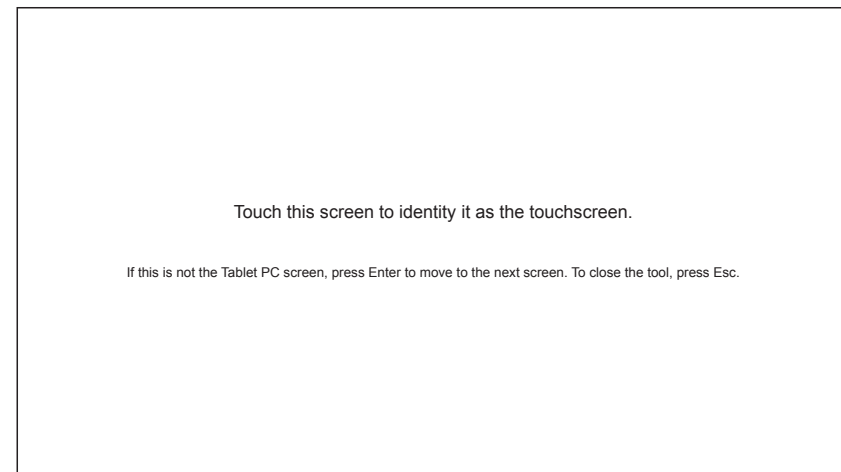 Touch this screen to identity it as the touchscreen.
If this is not the Tablet PC screen, press Enter to move to the next screen. To close the tool, press Esc.